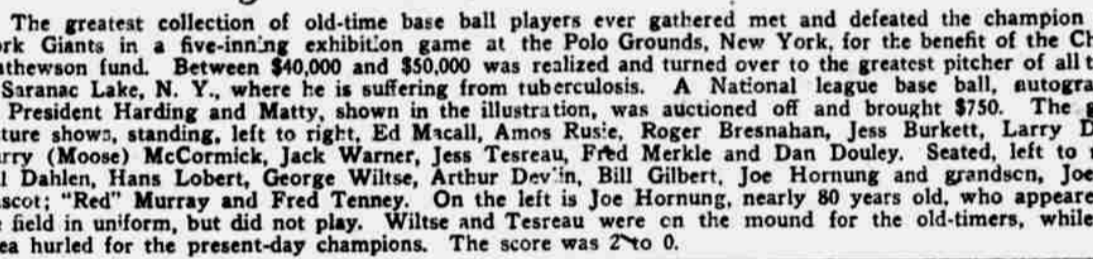 The greatest collection of old-time base ball players ever gathered met and defeated the champion
rk Giants in a five-inning exhibition game at the Polo Grounds, New York, for the benefit of the Ch
athewson fund. Between $40,000 and $50,000 was realized and turned over to the greatest pitcher of all t
Saranac Lake, N. Y., where he is suffering from tuberculosis. A National league base ball, autogra
President Harding and Matty, shown in the illustration, was auctioned off and brought $750. The g
ture shows, standing, left to right, Ed Macall, Amos Rusie, Roger Bresnahan, Jess Burkett, Larry D
rry (Moose) McCormick, Jack Warner, Jess Tesreau, Fred Merkle and Dan Douley. Seated, left to r
l Dahlen, Hans Lobert, George Wiltse, Arthur Devlin, Bill Gilbert, Joe Hornung and grandson, Joe
scot; "Red" Murray and Fred Tenney. On the left is Joe Hornung, nearly 80 years old, who appeare
field in uniform, but did not play. Wiltse and Tesreau were on the mound for the old-timers, while
ea hurled for the present-day champions. The score was 2 to 0.